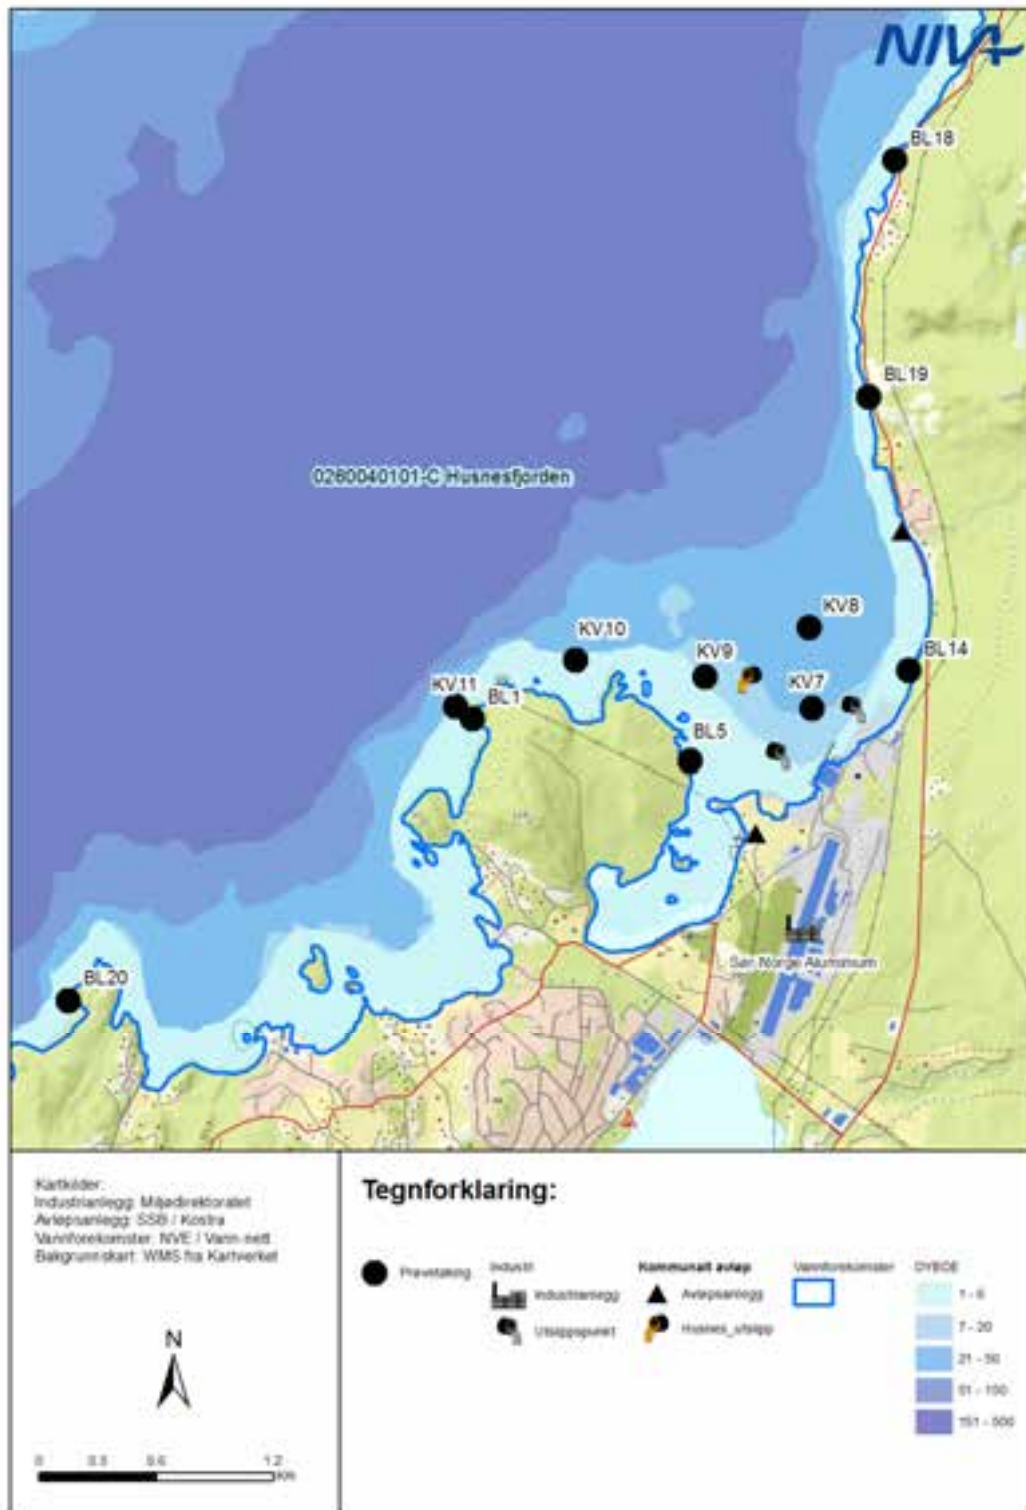 NIVA
BL18
BL19
0260040101-C Husnesfjorden
KV8
KV10
KV9
BL14
KV11
BL1
KV7
BL5
Sør-Norge Aluminium
BL20
Kartkilder:
Industrianlegg: Miljødirektoratet
Avløpsanlegg: SSB / Kostra
Vannforekomster: NVE / Vann-nett
Bakgrunnskart: WMS fra Kartverket
N
0 0.3 0.6 1.2
Km
Tegnforklaring:
Prøvetaking
Industri
Industrianlegg
Utslippspunkt
Kommunalt avløp
Avløpsanlegg
Husnes_utslipp
Vannforekomster
DYBDE
1 - 6
7 - 20
21 - 50
51 - 150
151 - 500